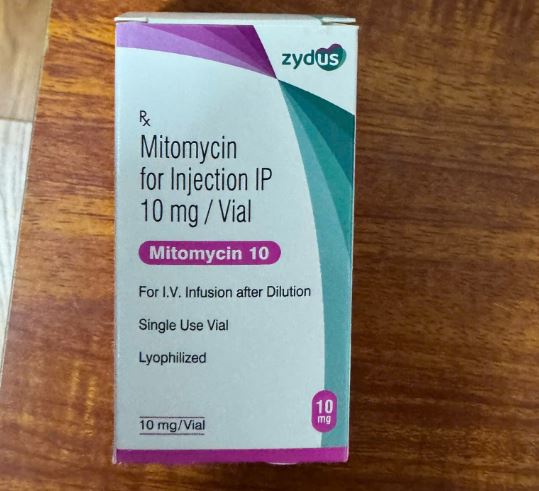 zydus
Rx
Mitomycin
for Injection IP
10 mg / Vial
Mitomycin 10
For I.V. Infusion after Dilution
Single Use Vial
Lyophilized
10 mg/Vial
10
mg